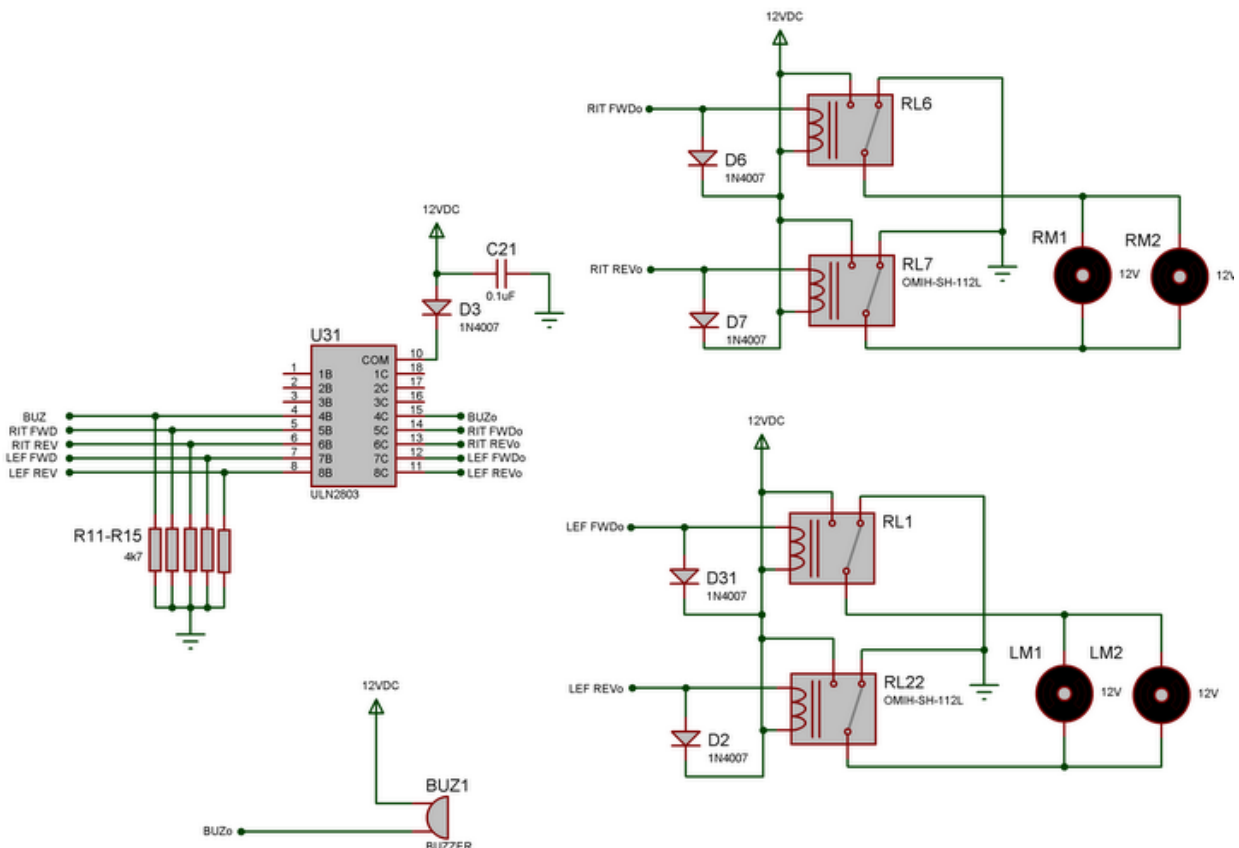 12VDC
RIT FWDo
RL6
D6
1N4007
RIT REVo
RL7
OMIH-SH-112L
D7
1N4007
RM1
12V
RM2
12V
12VDC
C21
0.1uF
D3
1N4007
U31
COM
10
1 1B 1C 18
2 2B 2C 17
3 3B 3C 16
BUZ 4 4B 4C 15 BUZo
RIT FWD 5 5B 5C 14 RIT FWDo
RIT REV 6 6B 6C 13 RIT REVo
LEF FWD 7 7B 7C 12 LEF FWDo
LEF REV 8 8B 8C 11 LEF REVo
ULN2803
R11-R15
4k7
12VDC
LEF FWDo
RL1
D31
1N4007
LEF REVo
RL22
OMIH-SH-112L
D2
1N4007
LM1
12V
LM2
12V
12VDC
BUZ1
BUZo
BUZZER